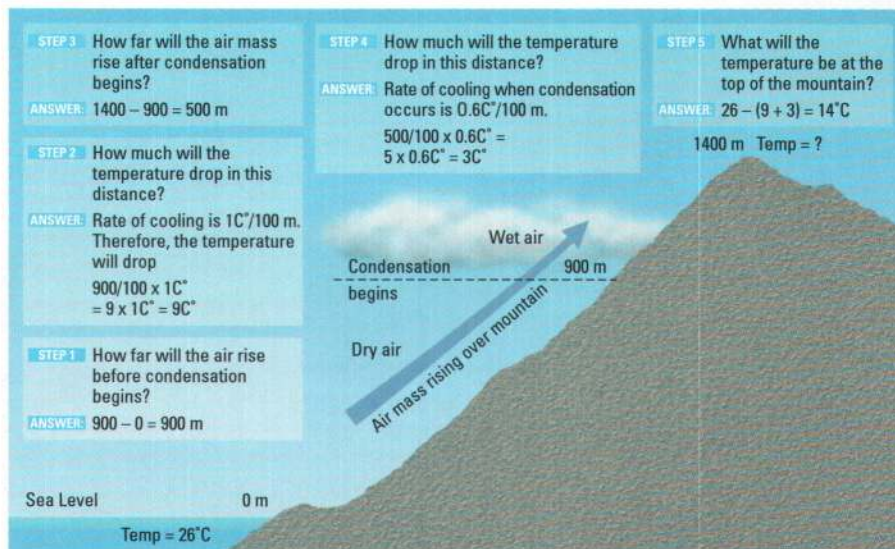 STEP 3 How far will the air mass
rise after condensation
begins?
ANSWER: 1400 – 900 = 500 m
STEP 4 How much will the temperature
drop in this distance?
ANSWER: Rate of cooling when condensation
occurs is 0.6C°/100 m.
500/100 x 0.6C° =
5 x 0.6C° = 3C°
STEP 5 What will the
temperature be at the
top of the mountain?
ANSWER: 26 – (9 + 3) = 14°C
1400 m Temp = ?
STEP 2 How much will the
temperature drop in this
distance?
ANSWER: Rate of cooling is 1C°/100 m.
Therefore, the temperature
will drop
900/100 x 1C°
= 9 x 1C° = 9C°
Wet air
Condensation 900 m
begins
Dry air
Air mass rising over mountain
STEP 1 How far will the air rise
before condensation
begins?
ANSWER: 900 – 0 = 900 m
Sea Level 0 m
Temp = 26°C